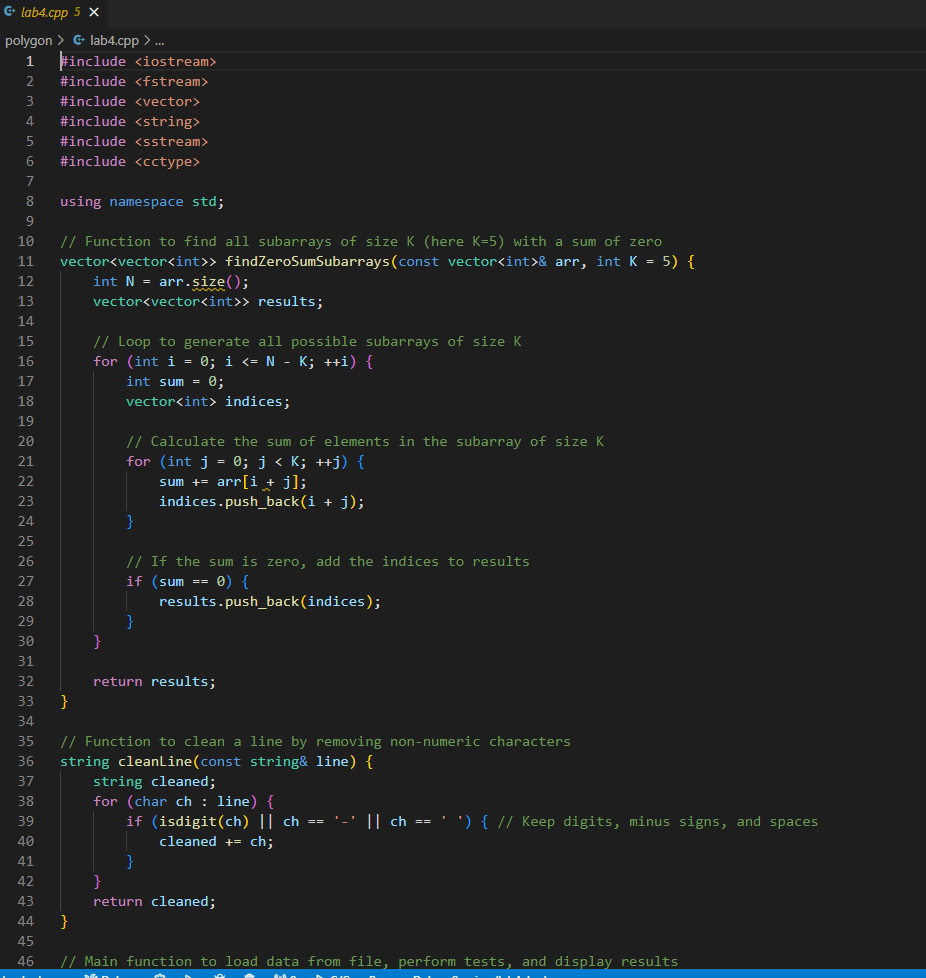 lab4.cpp 5
polygon > lab4.cpp > ...
1 #include <iostream>
2 #include <fstream>
3 #include <vector>
4 #include <string>
5 #include <sstream>
6 #include <cctype>
7
8 using namespace std;
9
10 // Function to find all subarrays of size K (here K=5) with a sum of zero
11 vector<vector<int>> findZeroSumSubarrays(const vector<int>& arr, int K = 5) {
12     int N = arr.size();
13     vector<vector<int>> results;
14
15     // Loop to generate all possible subarrays of size K
16     for (int i = 0; i <= N - K; ++i) {
17         int sum = 0;
18         vector<int> indices;
19
20         // Calculate the sum of elements in the subarray of size K
21         for (int j = 0; j < K; ++j) {
22             sum += arr[i + j];
23             indices.push_back(i + j);
24         }
25
26         // If the sum is zero, add the indices to results
27         if (sum == 0) {
28             results.push_back(indices);
29         }
30     }
31
32     return results;
33 }
34
35 // Function to clean a line by removing non-numeric characters
36 string cleanLine(const string& line) {
37     string cleaned;
38     for (char ch : line) {
39         if (isdigit(ch) || ch == '-' || ch == ' ') { // Keep digits, minus signs, and spaces
40             cleaned += ch;
41         }
42     }
43     return cleaned;
44 }
45
46 // Main function to load data from file, perform tests, and display results